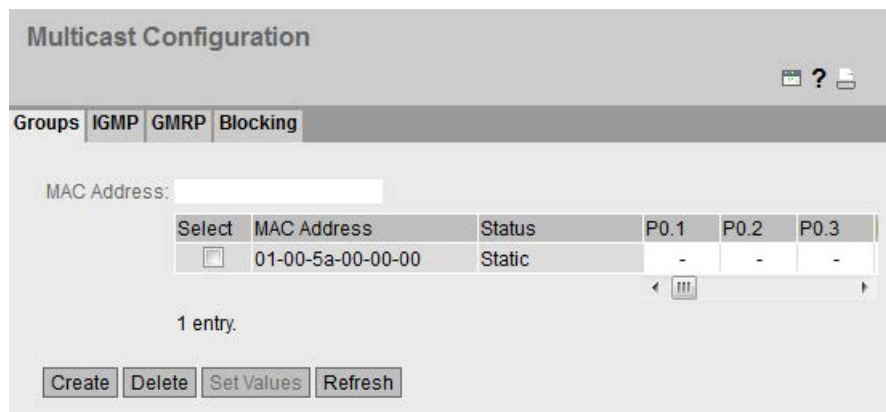 Multicast Configuration
?
Groups IGMP GMRP Blocking
MAC Address:
Select MAC Address Status P0.1 P0.2 P0.3
01-00-5a-00-00-00 Static - - -
1 entry.
Create Delete Set Values Refresh